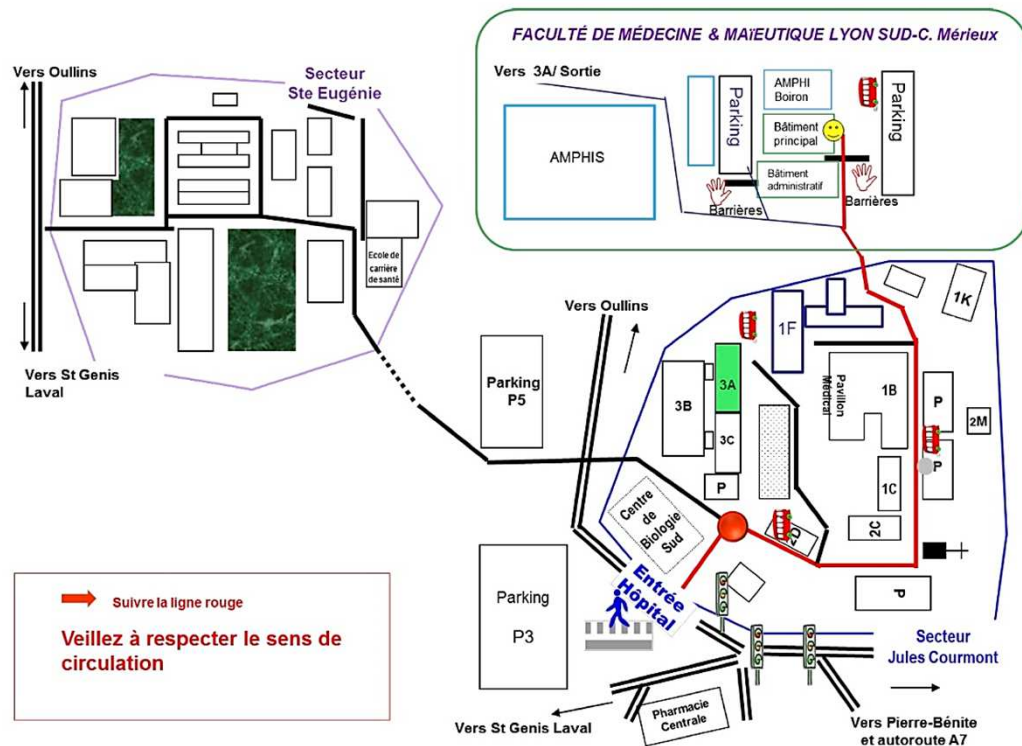 FACULTÉ DE MÉDECINE & MAïEUTIQUE LYON SUD-C. Mérieux
Vers Oullins
Secteur
Ste Eugénie
Vers 3A/ Sortie
AMPHIS
Parking
AMPHI
Boiron
Bâtiment
principal
Bâtiment
administratif
Parking
Barrières
Barrières
Ecole de
carrière
de santé
Vers St Genis
Laval
Vers Oullins
Parking
P5
1F
1K
3A
3B
3C
P
Pavillon
Médical
1B
P
2M
P
1C
2C
2D
Centre
de
Biologie
Sud
Entrée
Hôpital
P
Parking
P3
Suivre la ligne rouge
Veillez à respecter le sens de
circulation
Secteur
Jules Courmont
Vers St Genis Laval
Pharmacie
Centrale
Vers Pierre-Bénite
et autoroute A7